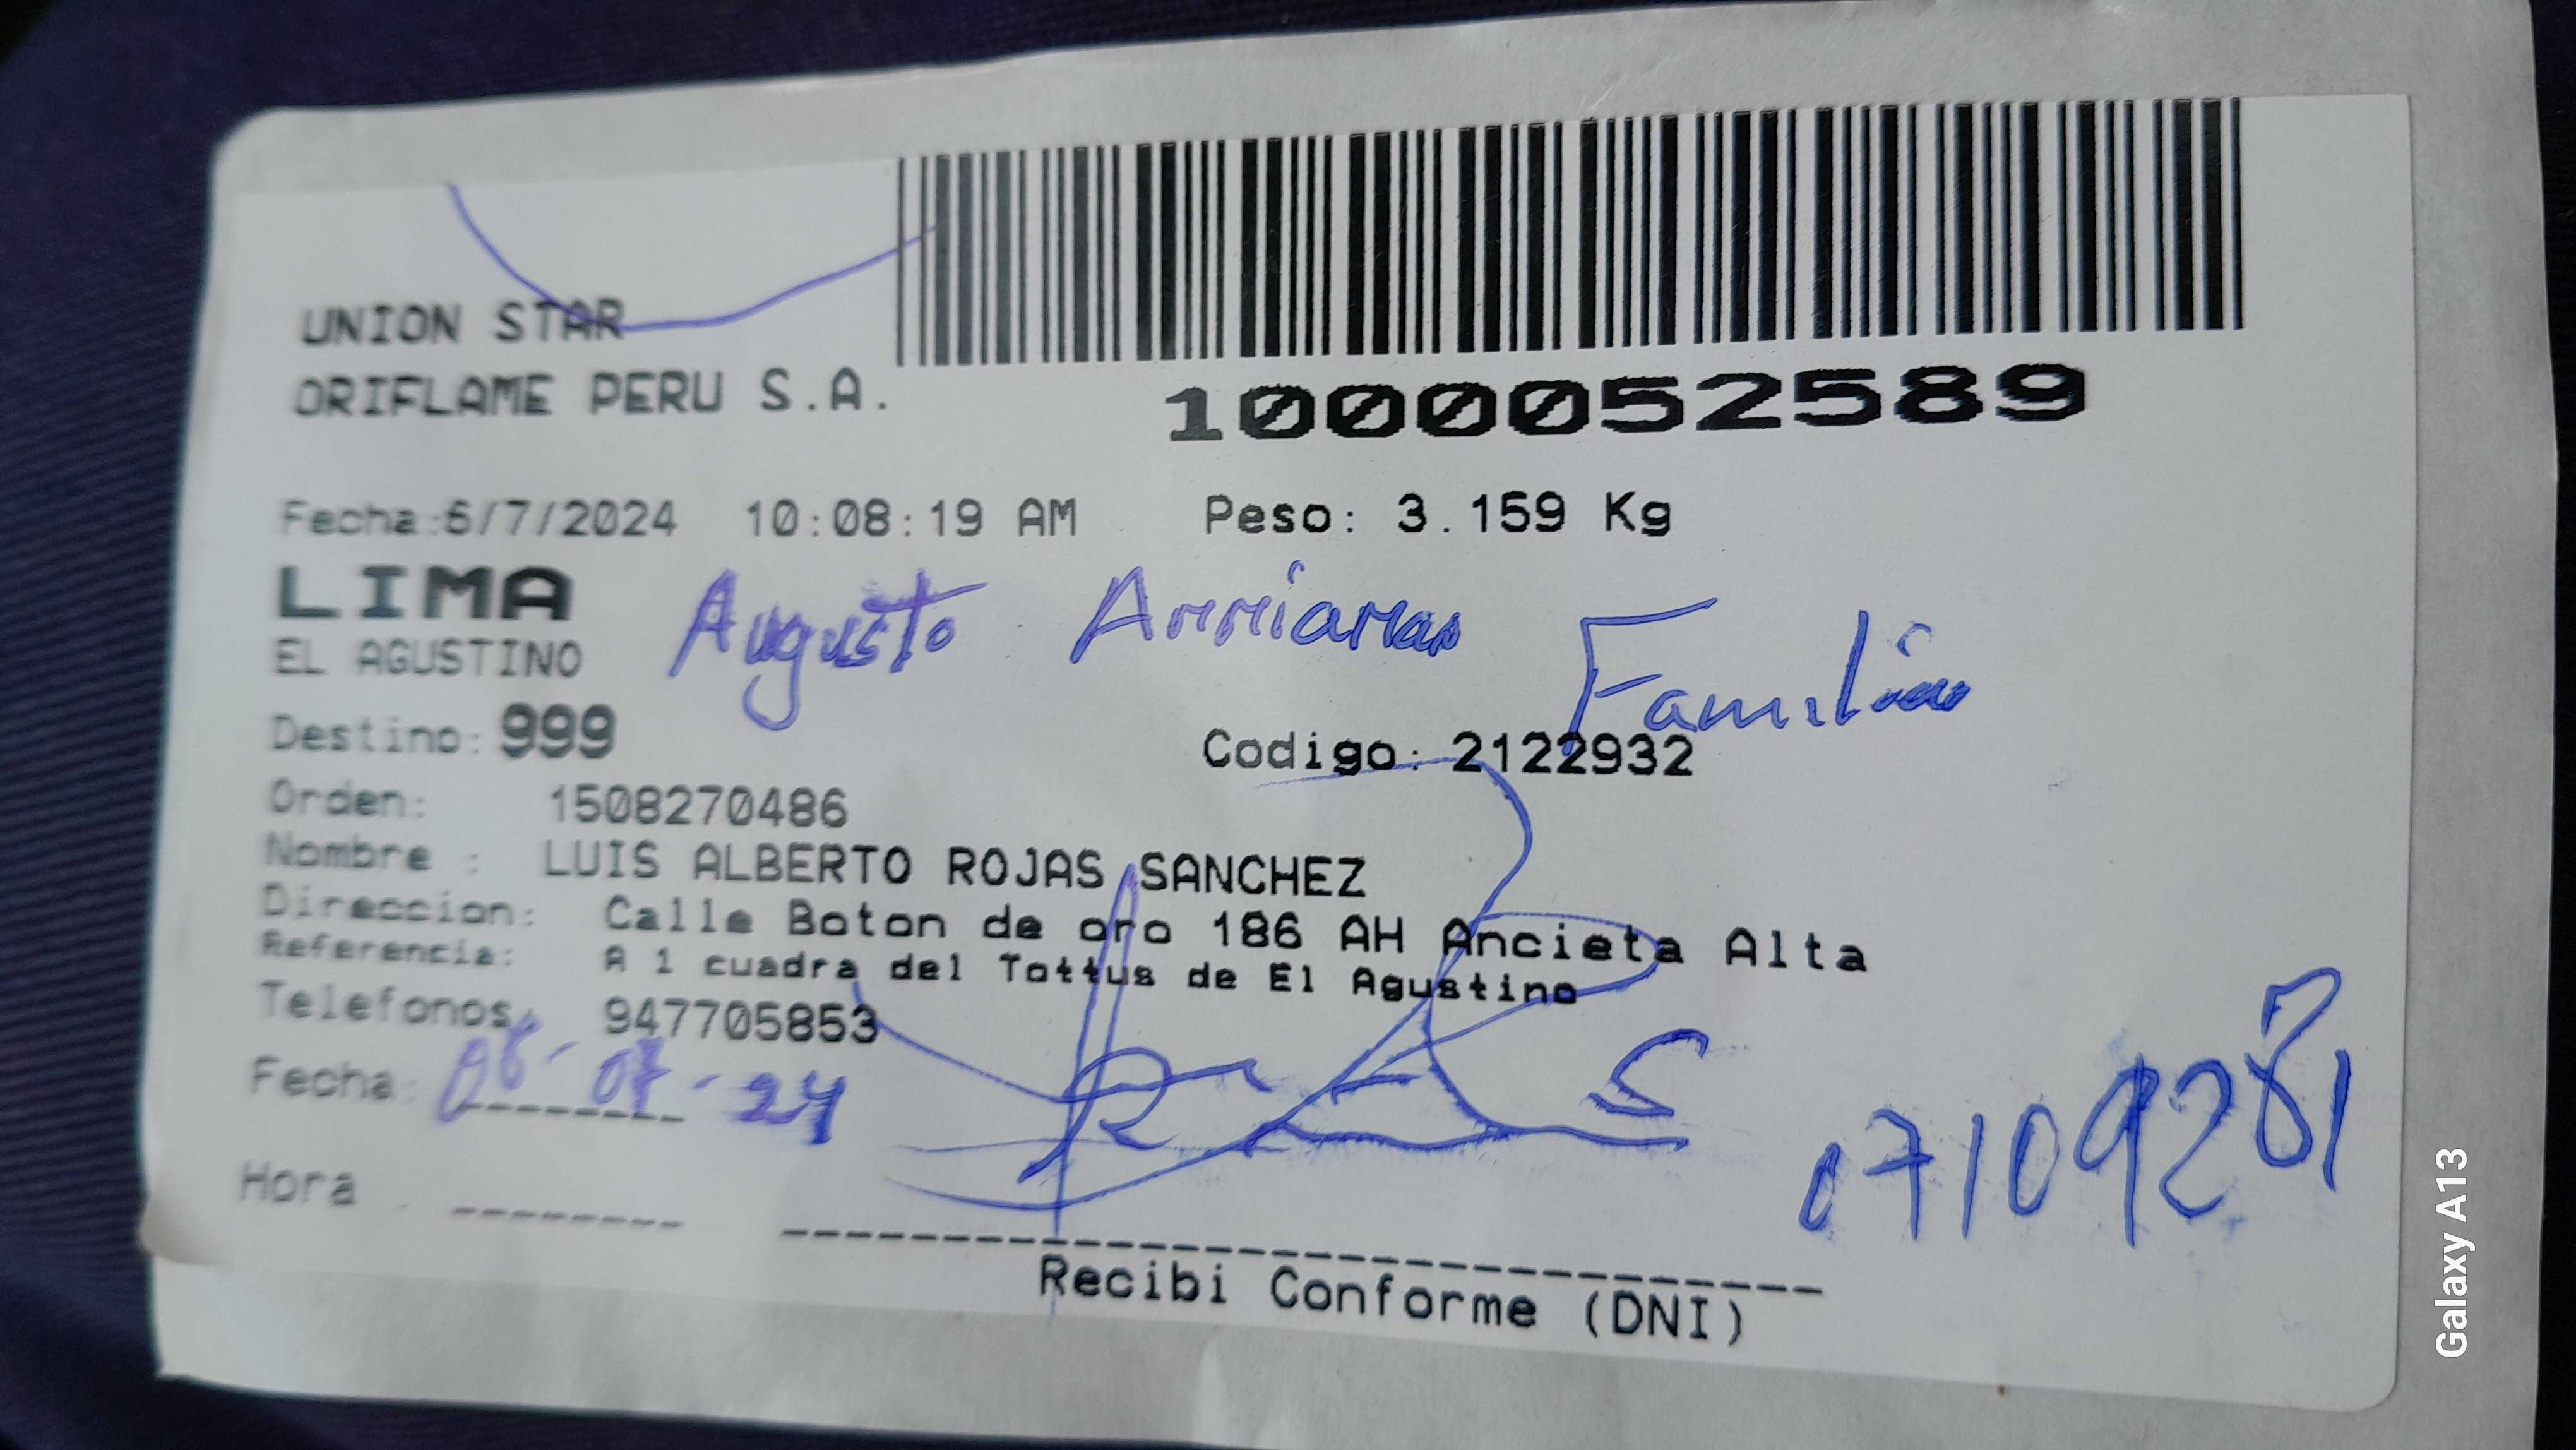 UNION STAR
ORIFLAME PERU S.A.
1000052589
Fecha:6/7/2024 10:08:19 AM Peso: 3.159 Kg
LIMA
EL AGUSTINO
Augusto Arriaran Familia
Destino: 999 Codigo: 2122932
Orden: 1508270486
Nombre : LUIS ALBERTO ROJAS SANCHEZ
Direccion: Calle Boton de oro 186 AH Ancieta Alta
Referencia: A 1 cuadra del Tottus de El Agustino
Telefonos: 947705853
Fecha: 08-07-24
07109281
Hora :
Recibi Conforme (DNI)
Galaxy A13